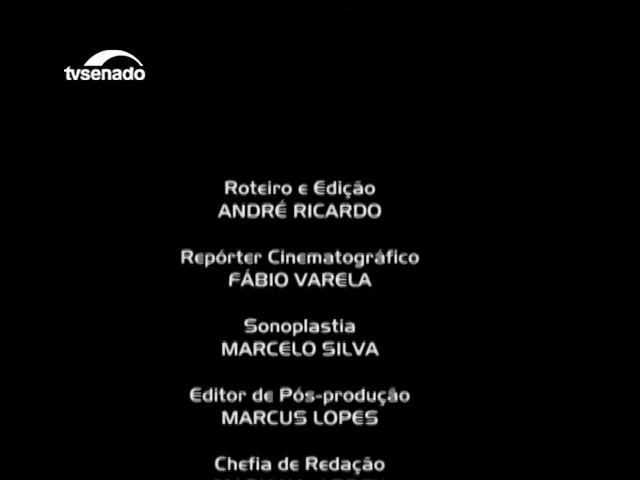 tvsenado
Roteiro e Edição
ANDRÉ RICARDO
Repórter Cinematográfico
FÁBIO VARELA
Sonoplastia
MARCELO SILVA
Editor de Pós-produção
MARCUS LOPES
Chefia de Redação